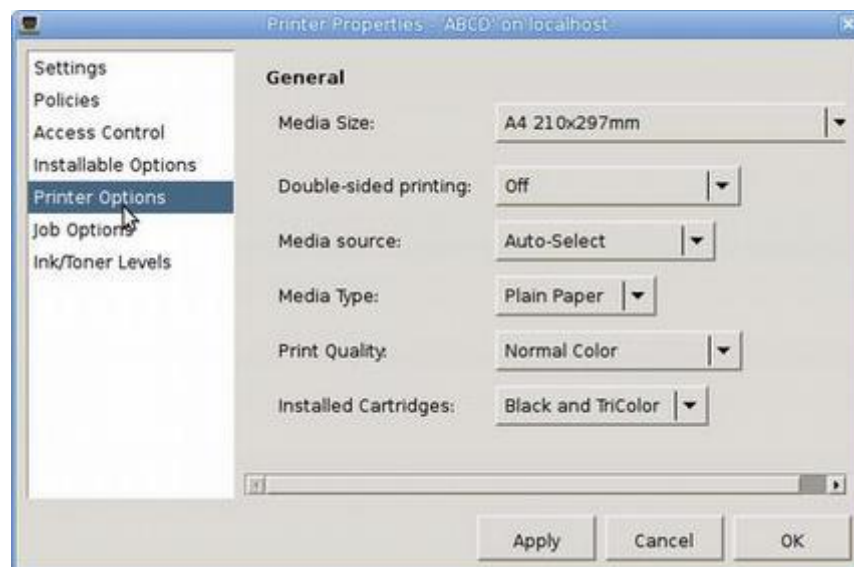 Printer Properties - 'ABCD' on localhost
Settings
Policies
Access Control
Installable Options
Printer Options
Job Options
Ink/Toner Levels
General
Media Size: A4 210x297mm
Double-sided printing: Off
Media source: Auto-Select
Media Type: Plain Paper
Print Quality: Normal Color
Installed Cartridges: Black and TriColor
Apply Cancel OK